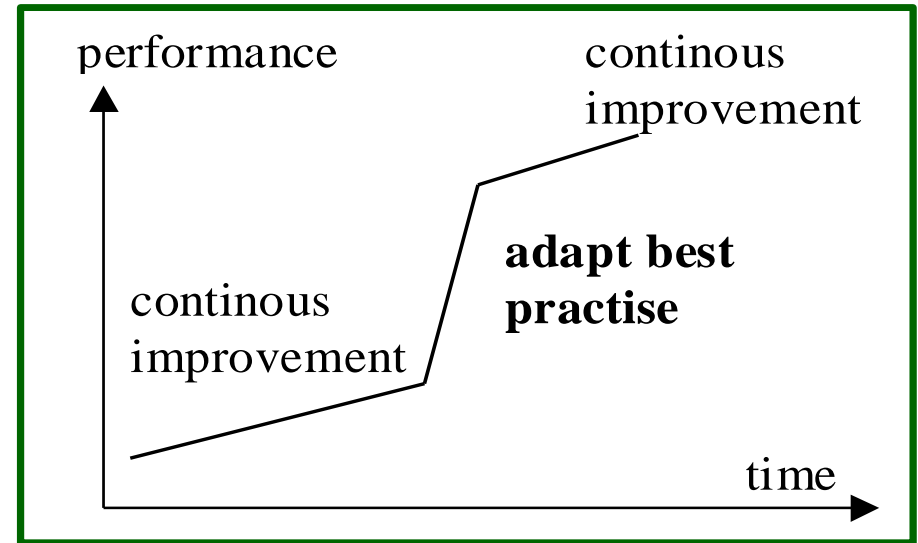 performance
continous
improvement
adapt best
practise
continous
improvement
time